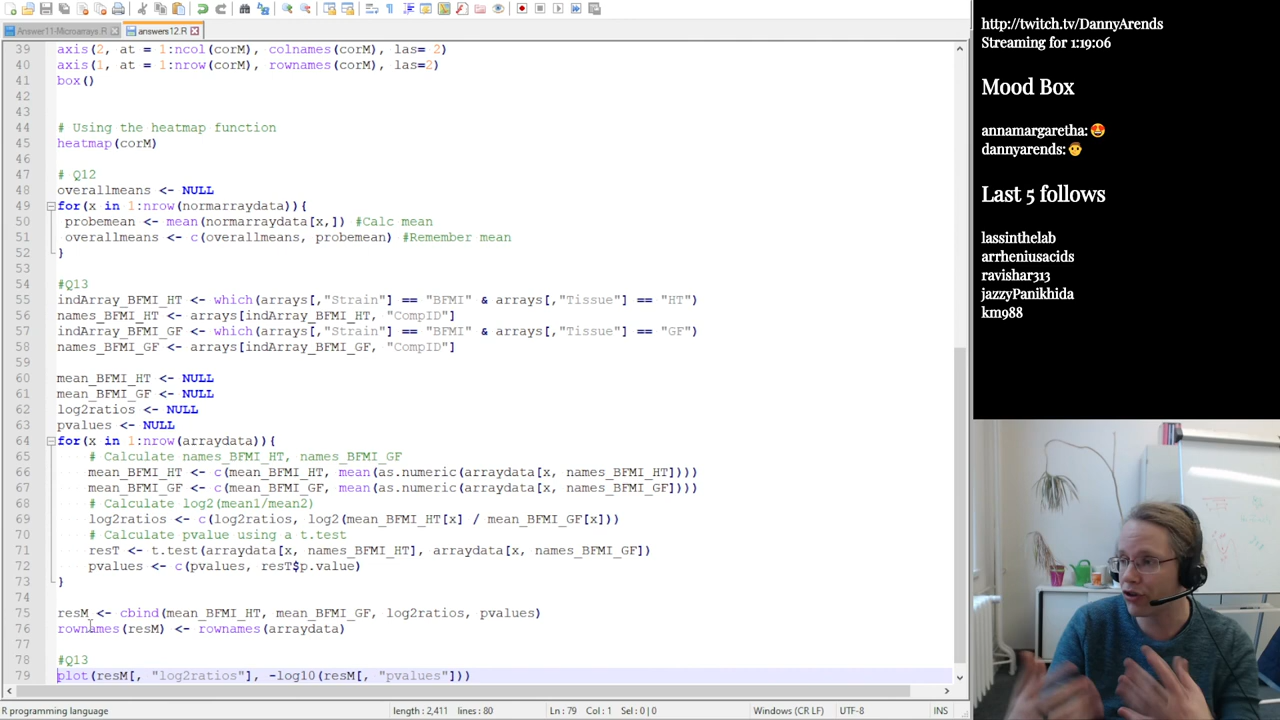 Answer11-Microarrays.R
answers12.R
39 axis(2, at = 1:ncol(corM), colnames(corM), las= 2)
40 axis(1, at = 1:nrow(corM), rownames(corM), las=2)
41 box()
42
43
44 # Using the heatmap function
45 heatmap(corM)
46
47 # Q12
48 overallmeans <- NULL
49 for(x in 1:nrow(normarraydata)){
50 probemean <- mean(normarraydata[x,]) #Calc mean
51 overallmeans <- c(overallmeans, probemean) #Remember mean
52 }
53
54 #Q13
55 indArray_BFMI_HT <- which(arrays[,"Strain"] == "BFMI" & arrays[,"Tissue"] == "HT")
56 names_BFMI_HT <- arrays[indArray_BFMI_HT, "CompID"]
57 indArray_BFMI_GF <- which(arrays[,"Strain"] == "BFMI" & arrays[,"Tissue"] == "GF")
58 names_BFMI_GF <- arrays[indArray_BFMI_GF, "CompID"]
59
60 mean_BFMI_HT <- NULL
61 mean_BFMI_GF <- NULL
62 log2ratios <- NULL
63 pvalues <- NULL
64 for(x in 1:nrow(arraydata)){
65 # Calculate names_BFMI_HT, names_BFMI_GF
66 mean_BFMI_HT <- c(mean_BFMI_HT, mean(as.numeric(arraydata[x, names_BFMI_HT])))
67 mean_BFMI_GF <- c(mean_BFMI_GF, mean(as.numeric(arraydata[x, names_BFMI_GF])))
68 # Calculate log2(mean1/mean2)
69 log2ratios <- c(log2ratios, log2(mean_BFMI_HT[x] / mean_BFMI_GF[x]))
70 # Calculate pvalue using a t.test
71 resT <- t.test(arraydata[x, names_BFMI_HT], arraydata[x, names_BFMI_GF])
72 pvalues <- c(pvalues, resT$p.value)
73 }
74
75 resM <- cbind(mean_BFMI_HT, mean_BFMI_GF, log2ratios, pvalues)
76 rownames(resM) <- rownames(arraydata)
77
78 #Q13
79 plot(resM[, "log2ratios"], -log10(resM[, "pvalues"]))
R programming language
length : 2,411 lines : 80
Ln : 79 Col : 1 Sel : 0 | 0
Windows (CR LF)
UTF-8
INS
http://twitch.tv/DannyArends
Streaming for 1:19:06
Mood Box
annamargaretha: 😍
dannyarends: 👨
Last 5 follows
lassinthelab
arrheniusacids
ravishar313
jazzyPanikhida
km988